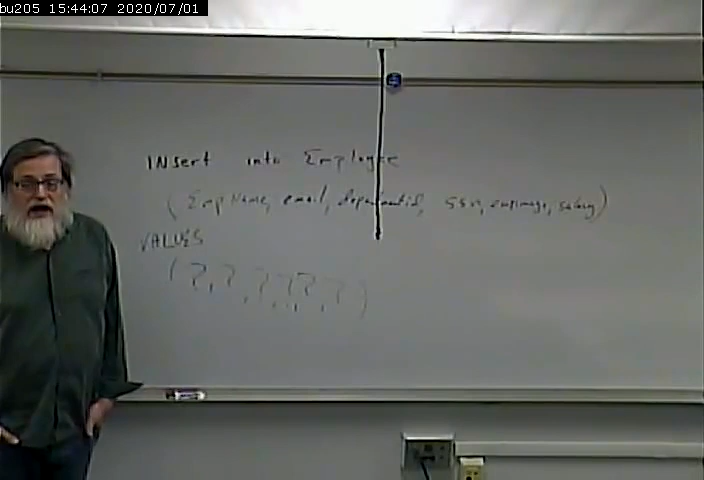 bu205 15:44:07 2020/07/01
INsert into Employee
(EmpName, email, departmentid, SSN, empimage, salary)
VALUES
(?, ?, ?, ?, ?, ?)